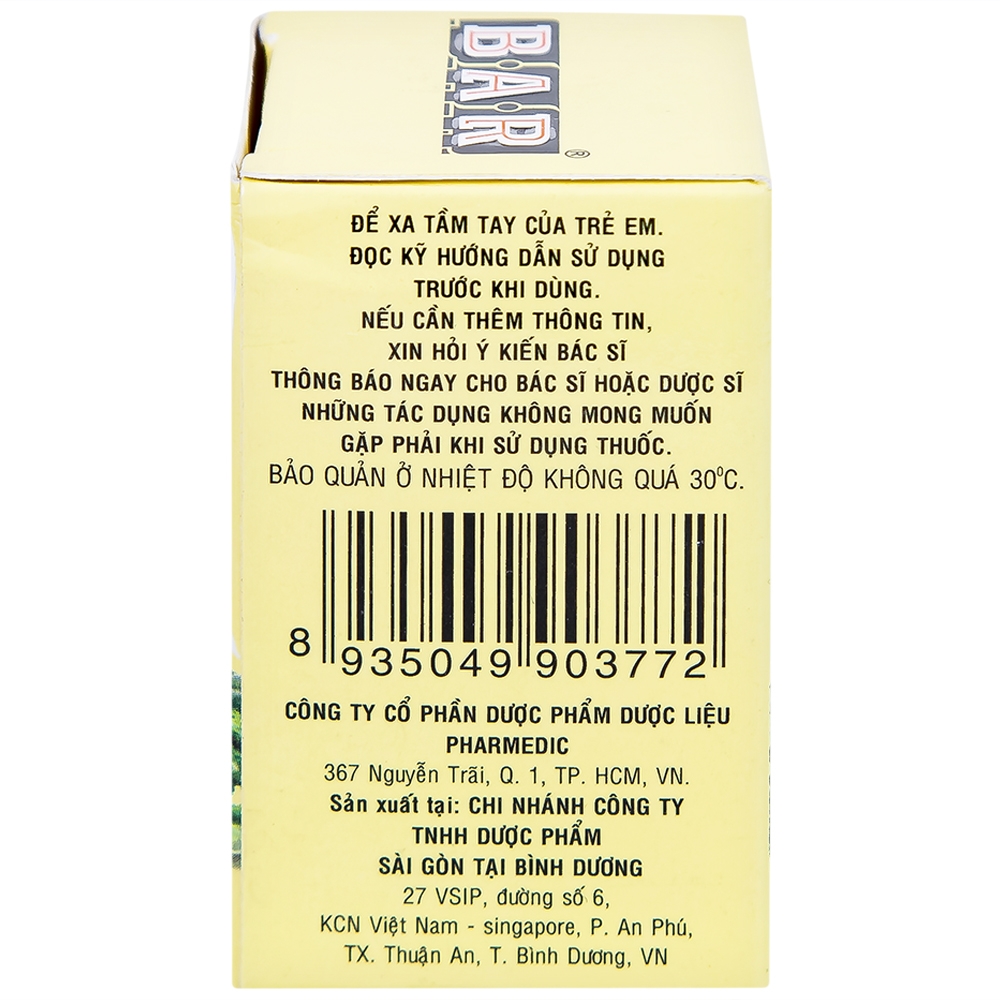 BAR®
ĐỂ XA TẦM TAY CỦA TRẺ EM.
ĐỌC KỸ HƯỚNG DẪN SỬ DỤNG
TRƯỚC KHI DÙNG.
NẾU CẦN THÊM THÔNG TIN,
XIN HỎI Ý KIẾN BÁC SĨ
THÔNG BÁO NGAY CHO BÁC SĨ HOẶC DƯỢC SĨ
NHỮNG TÁC DỤNG KHÔNG MONG MUỐN
GẶP PHẢI KHI SỬ DỤNG THUỐC.
BẢO QUẢN Ở NHIỆT ĐỘ KHÔNG QUÁ 30⁰C.
8 935049 903772
CÔNG TY CỔ PHẦN DƯỢC PHẨM DƯỢC LIỆU
PHARMEDIC
367 Nguyễn Trãi, Q. 1, TP. HCM, VN.
Sản xuất tại: CHI NHÁNH CÔNG TY
TNHH DƯỢC PHẨM
SÀI GÒN TẠI BÌNH DƯƠNG
27 VSIP, đường số 6,
KCN Việt Nam - singapore, P. An Phú,
TX. Thuận An, T. Bình Dương, VN